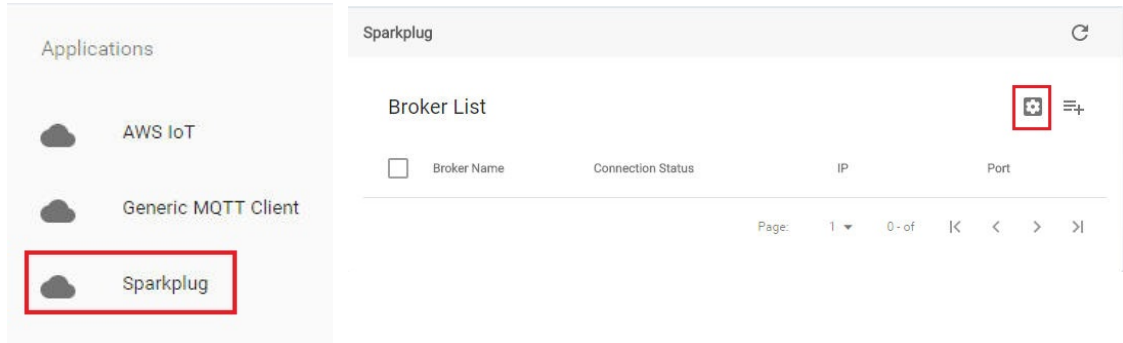 Applications
AWS IoT
Generic MQTT Client
Sparkplug
Sparkplug
Broker List
Broker Name Connection Status IP Port
Page: 1 0 - of